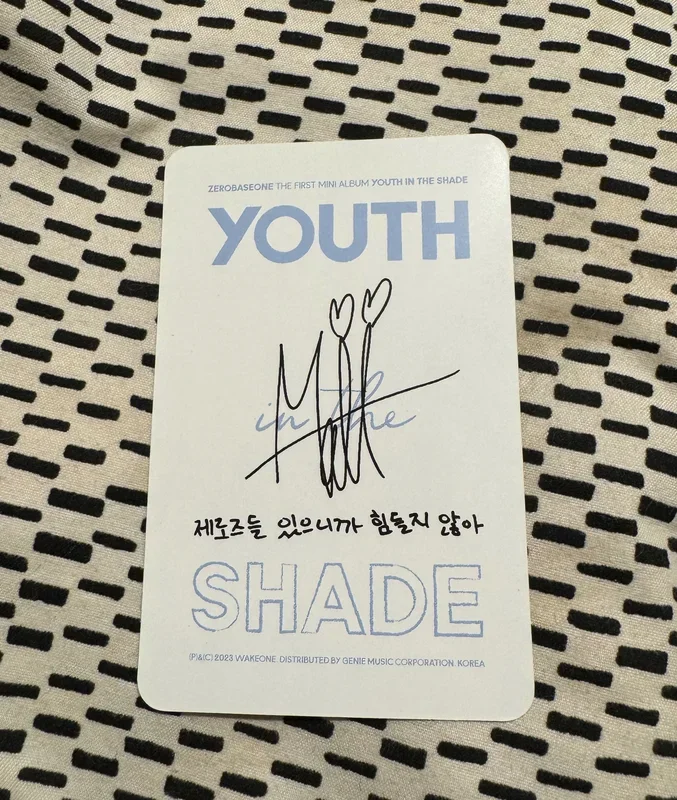 ZEROBASEONE THE FIRST MINI ALBUM YOUTH IN THE SHADE
YOUTH
in the
제로즈들 있으니까 힘들지 않아
SHADE
(P)&(C) 2023 WAKEONE. DISTRIBUTED BY GENIE MUSIC CORPORATION. KOREA